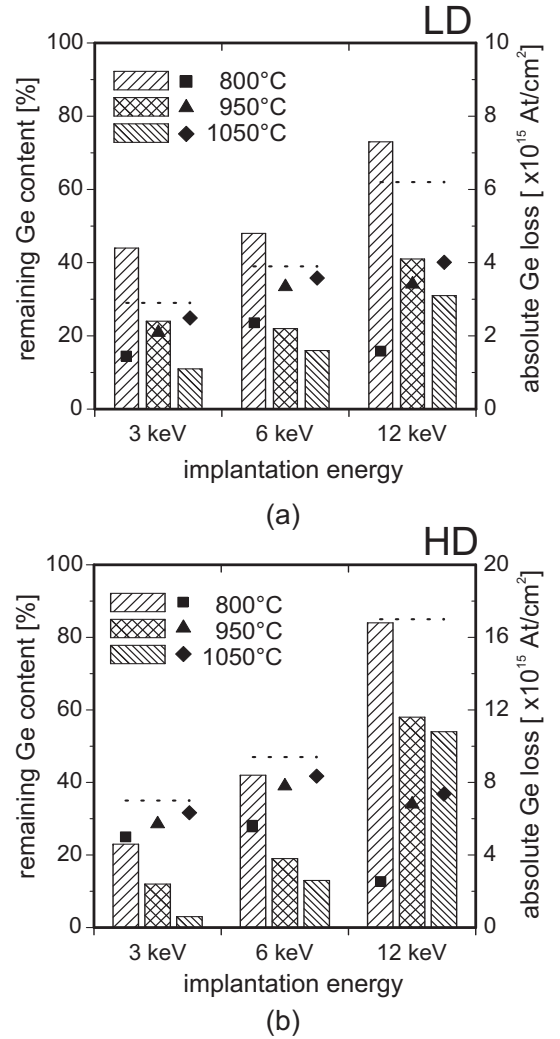 LD
remaining Ge content [%]
100
80
60
40
20
0
800°C
950°C
1050°C
10
8
6
4
2
0
absolute Ge loss [ x10¹⁵ At/cm²]
3 keV 6 keV 12 keV
implantation energy
(a)
HD
remaining Ge content [%]
100
80
60
40
20
0
800°C
950°C
1050°C
20
16
12
8
4
0
absolute Ge loss [ x10¹⁵ At/cm²]
3 keV 6 keV 12 keV
implantation energy
(b)